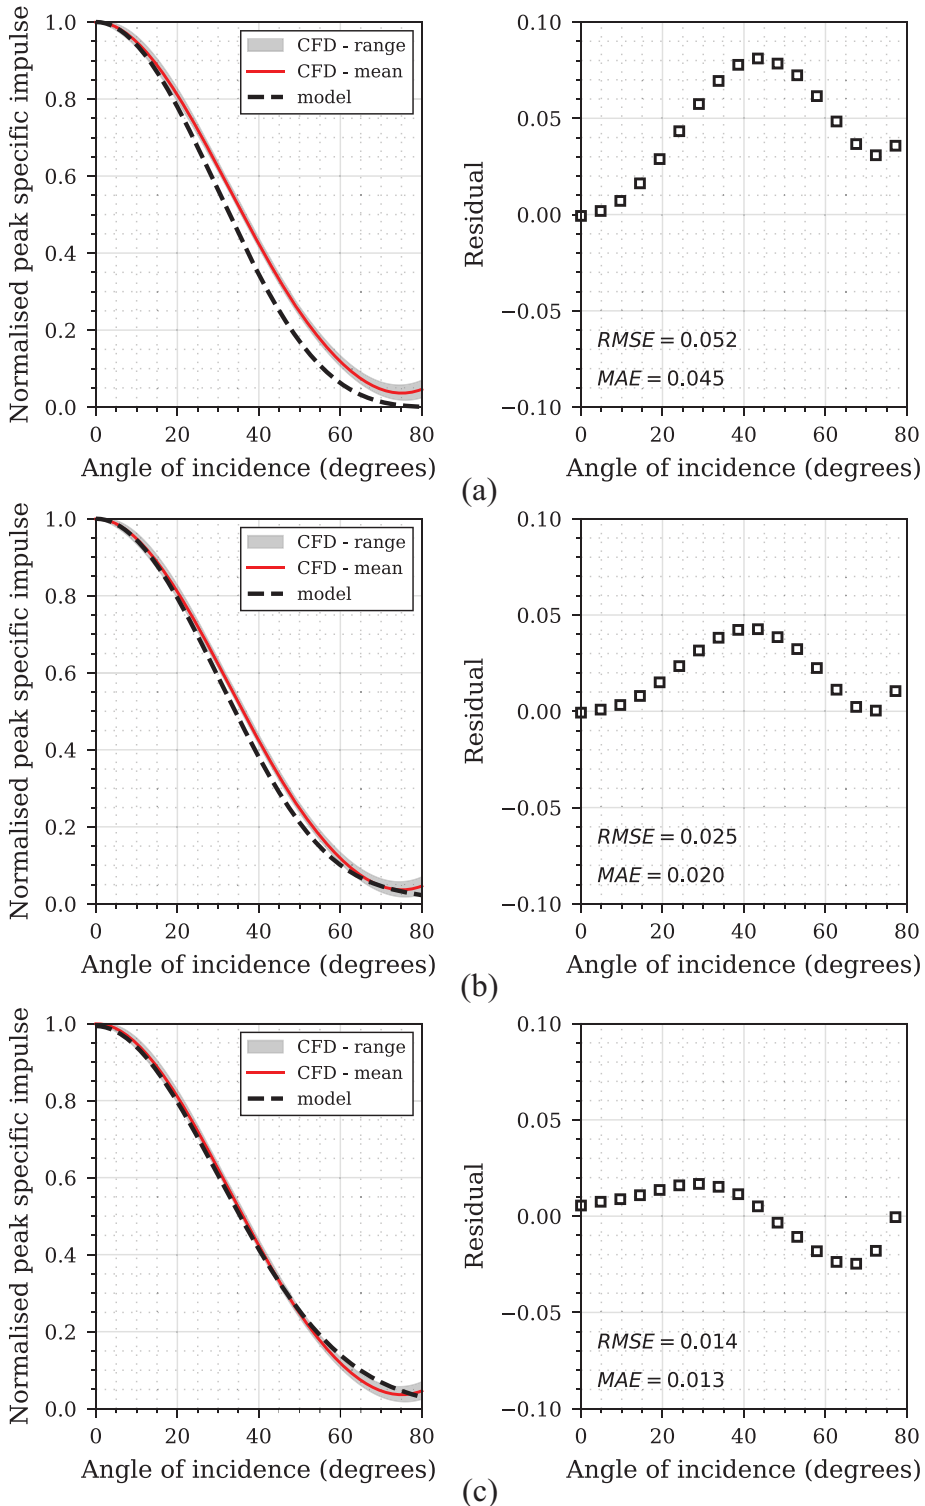 Normalised peak specific impulse
1.0
0.8
0.6
0.4
0.2
0.0
CFD - range
CFD - mean
model
0 20 40 60 80
Angle of incidence (degrees)
Residual
0.10
0.05
0.00
−0.05
−0.10
RMSE = 0.052
MAE = 0.045
0 20 40 60 80
Angle of incidence (degrees)
(a)
Normalised peak specific impulse
1.0
0.8
0.6
0.4
0.2
0.0
CFD - range
CFD - mean
model
0 20 40 60 80
Angle of incidence (degrees)
Residual
0.10
0.05
0.00
−0.05
−0.10
RMSE = 0.025
MAE = 0.020
0 20 40 60 80
Angle of incidence (degrees)
(b)
Normalised peak specific impulse
1.0
0.8
0.6
0.4
0.2
0.0
CFD - range
CFD - mean
model
0 20 40 60 80
Angle of incidence (degrees)
Residual
0.10
0.05
0.00
−0.05
−0.10
RMSE = 0.014
MAE = 0.013
0 20 40 60 80
Angle of incidence (degrees)
(c)